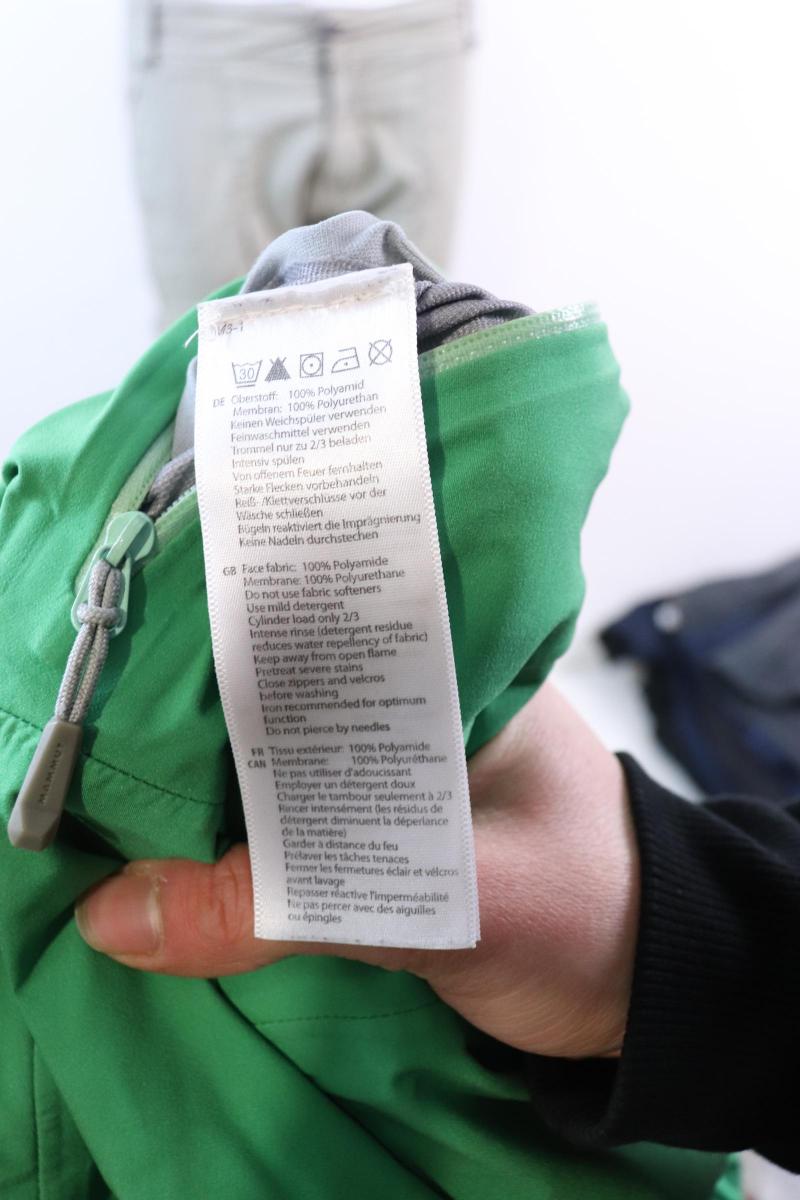 30
DE Oberstoff: 100% Polyamid
Membran: 100% Polyurethan
Keinen Weichspüler verwenden
Feinwaschmittel verwenden
Trommel nur zu 2/3 beladen
Intensiv spülen
Von offenem Feuer fernhalten
Starke Flecken vorbehandeln
Reiß-/Klettverschlüsse vor der
Wäsche schließen
Bügeln reaktiviert die Imprägnierung
Keine Nadeln durchstechen
GB Face fabric: 100% Polyamide
Membrane: 100% Polyurethane
Do not use fabric softeners
Use mild detergent
Cylinder load only 2/3
Intense rinse (detergent residue
reduces water repellency of fabric)
Keep away from open flame
Pretreat severe stains
Close zippers and velcros
before washing
Iron recommended for optimum
function
Do not pierce by needles
FR Tissu extérieur: 100% Polyamide
CAN Membrane: 100% Polyuréthane
Ne pas utiliser d'adoucissant
Employer un détergent doux
Charger le tambour seulement à 2/3
Rincer intensément (les résidus de
détergent diminuent la déperlance
de la matière)
Garder à distance du feu
Prélaver les tâches tenaces
Fermer les fermetures éclair et vélcros
avant lavage
Repasser réactive l'imperméabilité
Ne pas percer avec des aiguilles
ou épingles
MAMMUT